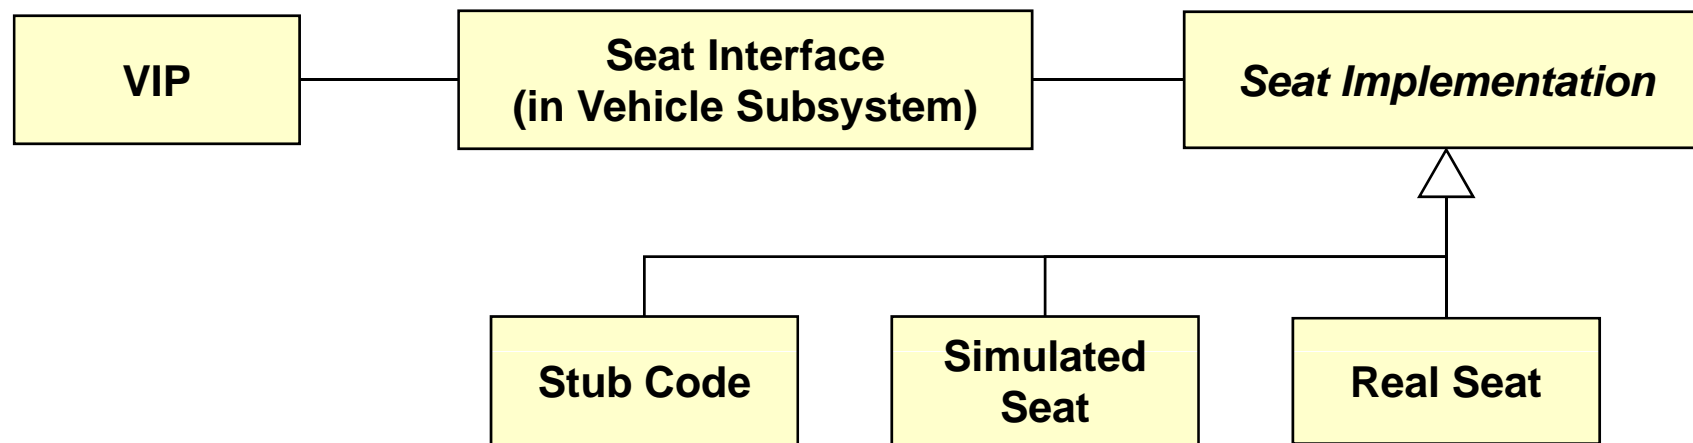 VIP
Seat Interface
(in Vehicle Subsystem)
Seat Implementation
Stub Code
Simulated
Seat
Real Seat